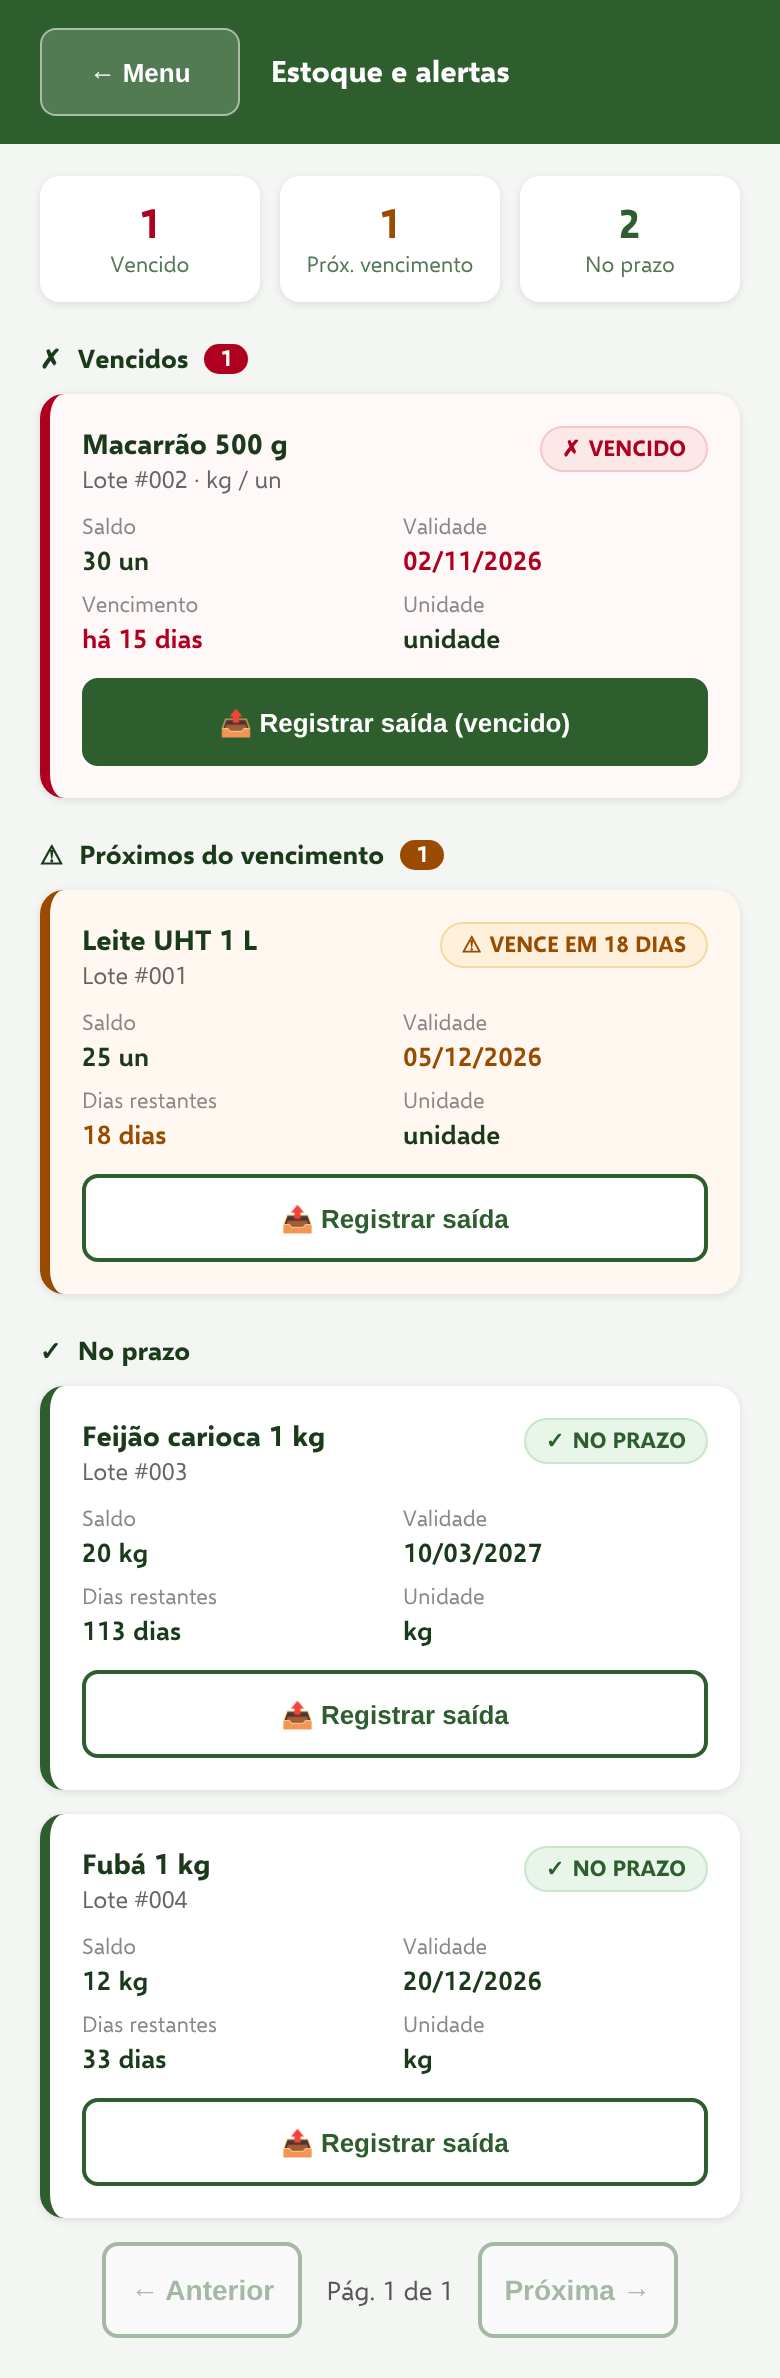 ← Menu
Estoque e alertas
1
Vencido
1
Próx. vencimento
2
No prazo
✗ Vencidos 1
Macarrão 500 g
✗ VENCIDO
Lote #002 · kg / un
Saldo
Validade
30 un
02/11/2026
Vencimento
Unidade
há 15 dias
unidade
📤 Registrar saída (vencido)
⚠ Próximos do vencimento 1
Leite UHT 1 L
⚠ VENCE EM 18 DIAS
Lote #001
Saldo
Validade
25 un
05/12/2026
Dias restantes
Unidade
18 dias
unidade
📤 Registrar saída
✓ No prazo
Feijão carioca 1 kg
✓ NO PRAZO
Lote #003
Saldo
Validade
20 kg
10/03/2027
Dias restantes
Unidade
113 dias
kg
📤 Registrar saída
Fubá 1 kg
✓ NO PRAZO
Lote #004
Saldo
Validade
12 kg
20/12/2026
Dias restantes
Unidade
33 dias
kg
📤 Registrar saída
← Anterior
Pág. 1 de 1
Próxima →